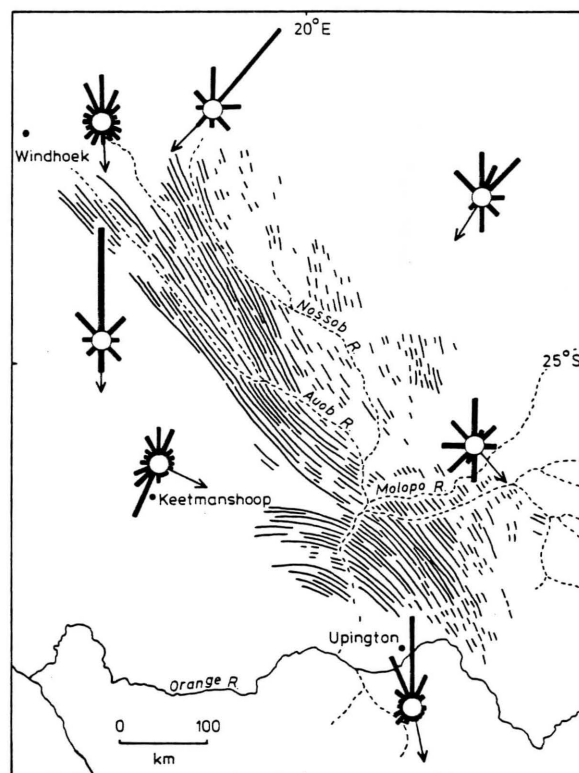 20°E
Windhoek
Nossob R.
25°S
Auob R.
Molopo R.
Keetmanshoop
Upington
Orange R.
0 100
km